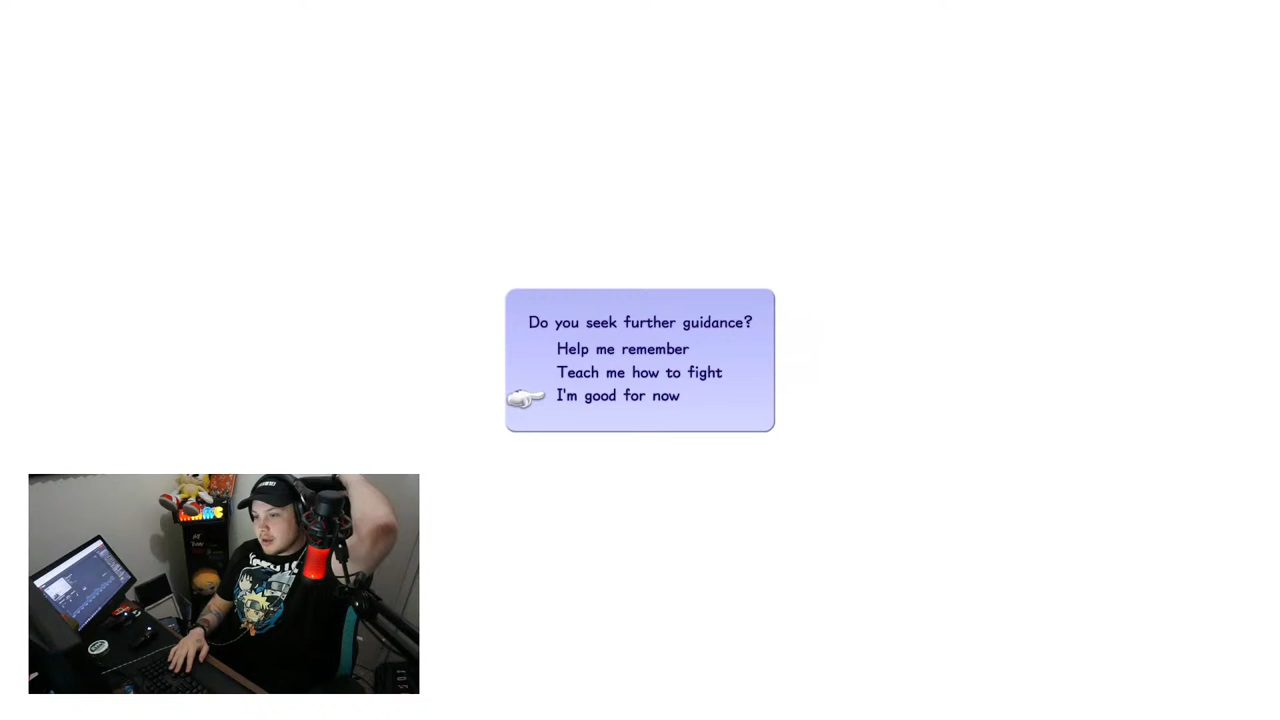 Do you seek further guidance?
Help me remember
Teach me how to fight
I'm good for now